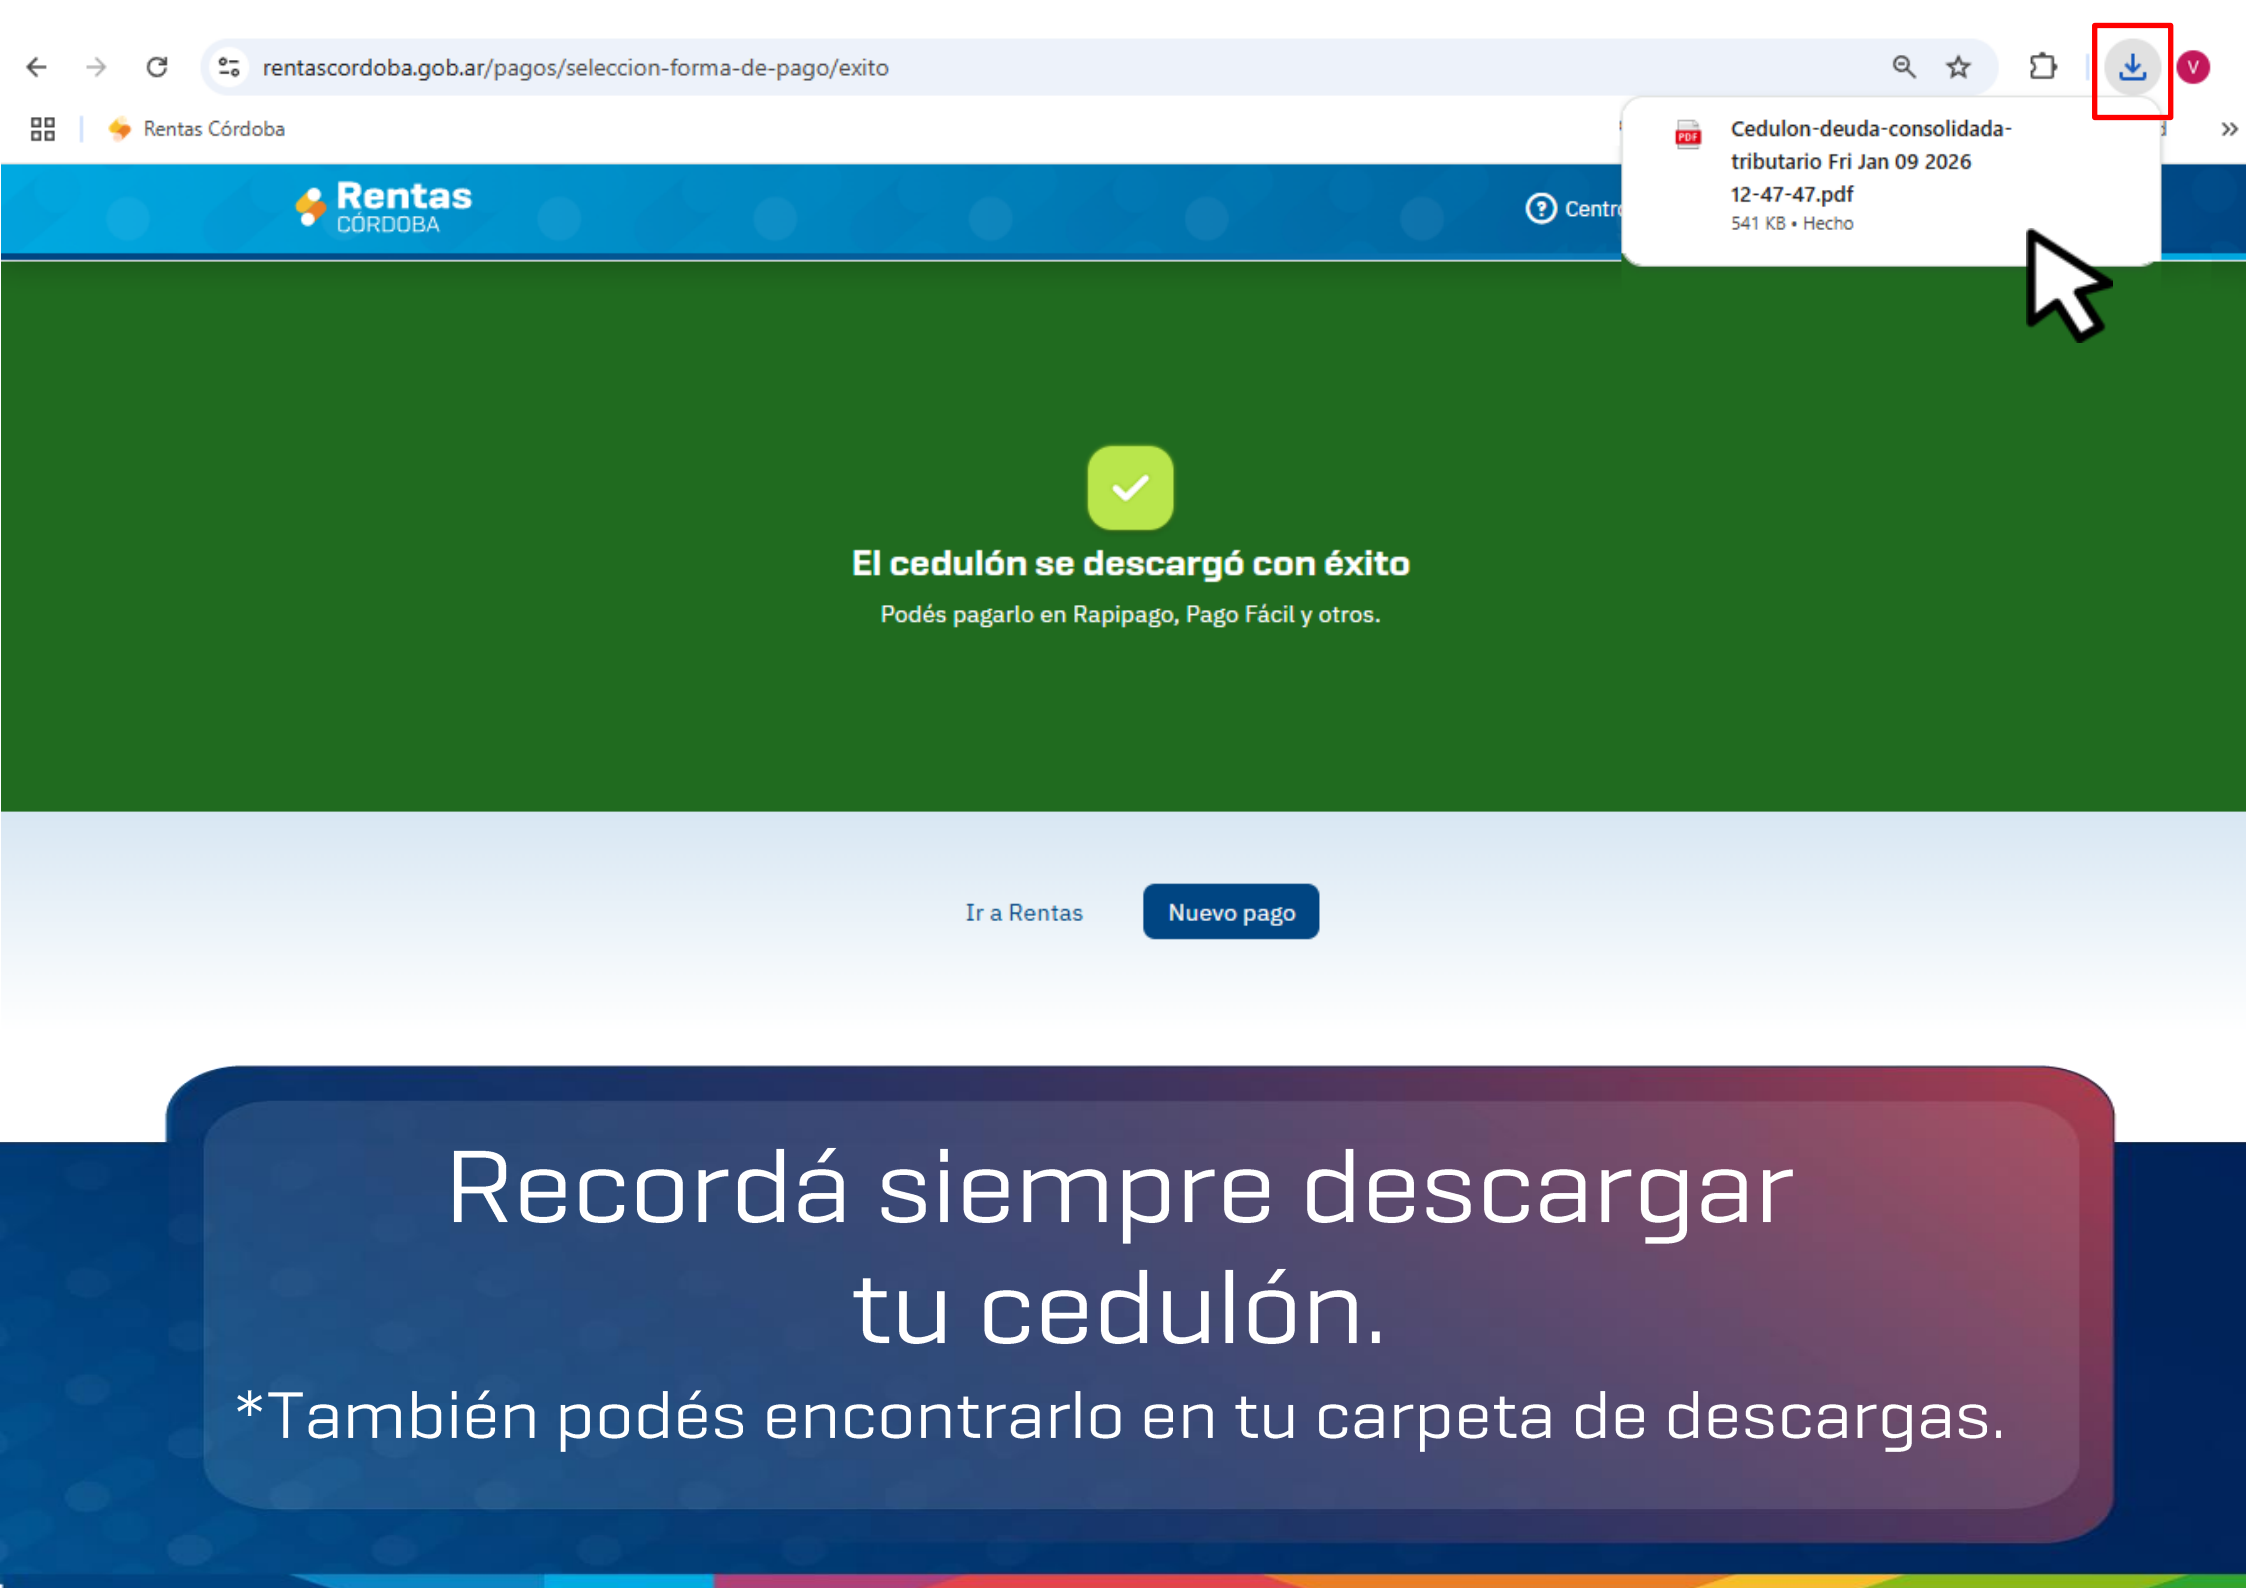 rentascordoba.gob.ar/pagos/seleccion-forma-de-pago/exito
V
Rentas Córdoba
PDF
Cedulon-deuda-consolidada-
tributario Fri Jan 09 2026
12-47-47.pdf
541 KB • Hecho
Rentas
CÓRDOBA
El cedulón se descargó con éxito
Podés pagarlo en Rapipago, Pago Fácil y otros.
Ir a Rentas
Nuevo pago
Recordá siempre descargar
tu cedulón.
*También podés encontrarlo en tu carpeta de descargas.